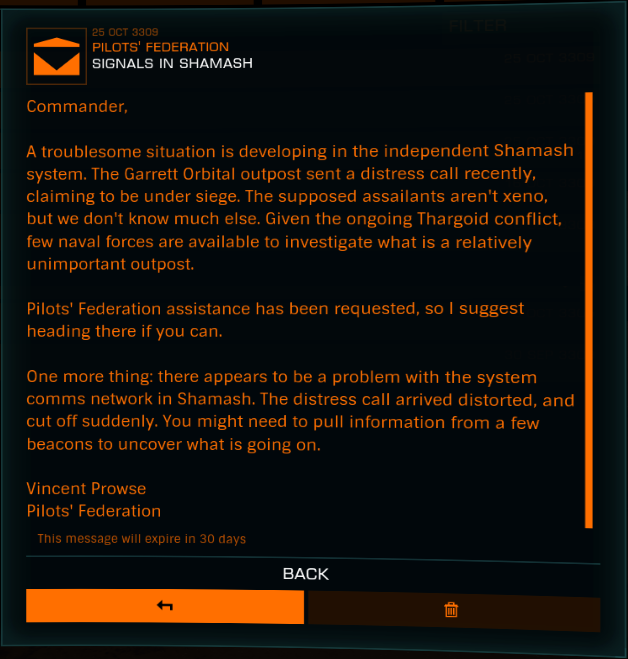 FILTER
25 OCT 3309
PILOTS' FEDERATION
SIGNALS IN SHAMASH
Commander,
A troublesome situation is developing in the independent Shamash
system. The Garrett Orbital outpost sent a distress call recently,
claiming to be under siege. The supposed assailants aren't xeno,
but we don't know much else. Given the ongoing Thargoid conflict,
few naval forces are available to investigate what is a relatively
unimportant outpost.
Pilots' Federation assistance has been requested, so I suggest
heading there if you can.
One more thing: there appears to be a problem with the system
comms network in Shamash. The distress call arrived distorted, and
cut off suddenly. You might need to pull information from a few
beacons to uncover what is going on.
Vincent Prowse
Pilots' Federation
This message will expire in 30 days
BACK